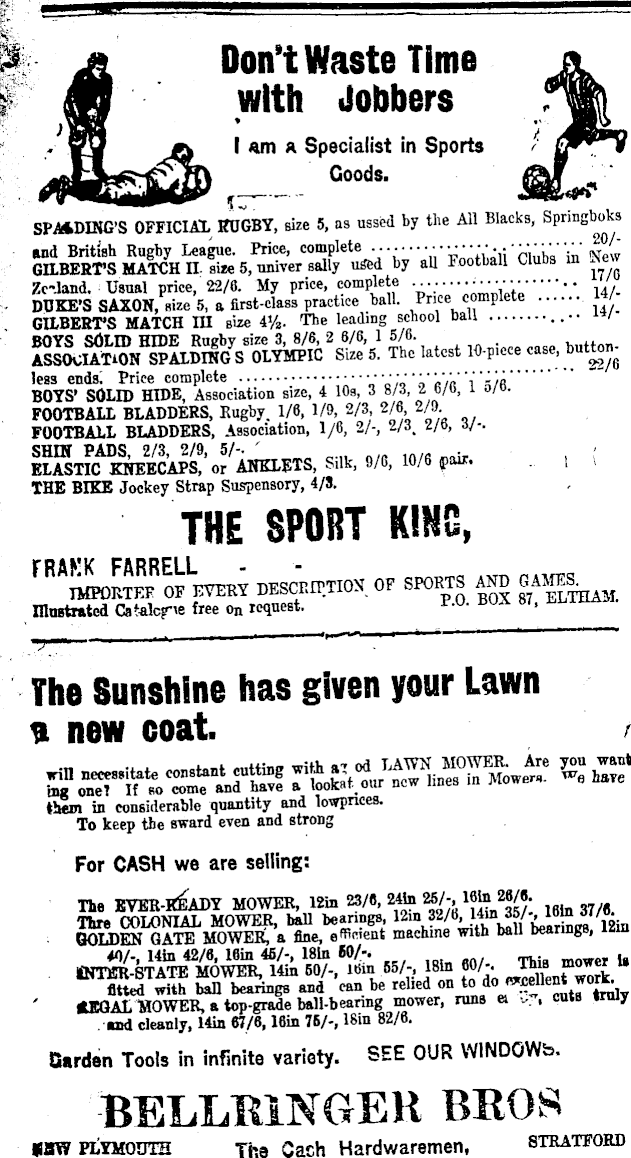 Don't Waste Time
with Jobbers
I am a Specialist in Sports
Goods.
SPALDING'S OFFICIAL RUGBY, size 5, as ussed by the All Blacks, Springboks
and British Rugby League. Price, complete .......................... 20/-
GILBERT'S MATCH II. size 5, univer sally used by all Football Clubs in New
Zealand. Usual price, 22/6. My price, complete ...................... 17/6
DUKE'S SAXON, size 5, a first-class practice ball. Price complete ...... 14/-
GILBERT'S MATCH III size 4½. The leading school ball ............ 14/-
BOYS SOLID HIDE Rugby size 3, 8/6, 2 6/6, 1 5/6.
ASSOCIATION SPALDING S OLYMPIC Size 5. The latest 10-piece case, button-
less ends. Price complete .......................................... 22/6
BOYS' SOLID HIDE, Association size, 4 10s, 3 8/3, 2 6/6, 1 5/6.
FOOTBALL BLADDERS, Rugby 1/6, 1/9, 2/3, 2/6, 2/9.
FOOTBALL BLADDERS, Association, 1/6, 2/-, 2/3 2/6, 3/-.
SHIN PADS, 2/3, 2/9, 5/-.
ELASTIC KNEECAPS, or ANKLETS, Silk, 9/6, 10/6 pair.
THE BIKE Jockey Strap Suspensory, 4/3.
THE SPORT KING,
FRANK FARRELL - -
IMPORTER OF EVERY DESCRIPTION OF SPORTS AND GAMES.
Illustrated Catalogue free on request. P.O. BOX 87, ELTHAM.
The Sunshine has given your Lawn
a new coat.
will necessitate constant cutting with a od LAWN MOWER. Are you want
ing one? If so come and have a lookat our new lines in Mowers. We have
them in considerable quantity and lowprices.
To keep the sward even and strong
For CASH we are selling:
The EVER-READY MOWER, 12in 23/6, 24in 25/-, 16in 26/6.
Thre COLONIAL MOWER, ball bearings, 12in 32/6, 14in 35/-, 16in 37/6.
GOLDEN GATE MOWER, a fine, efficient machine with ball bearings, 12in
40/-, 14in 42/6, 16in 45/-, 18in 50/-.
INTER-STATE MOWER, 14in 50/-, 16in 55/-, 18in 60/-. This mower is
fitted with ball bearings and can be relied on to do excellent work.
REGAL MOWER, a top-grade ball-bearing mower, runs cuts truly
and cleanly, 14in 67/6, 16in 75/-, 18in 82/6.
Garden Tools in infinite variety. SEE OUR WINDOWS.
BELLRINGER BROS
NEW PLYMOUTH The Cash Hardwaremen, STRATFORD